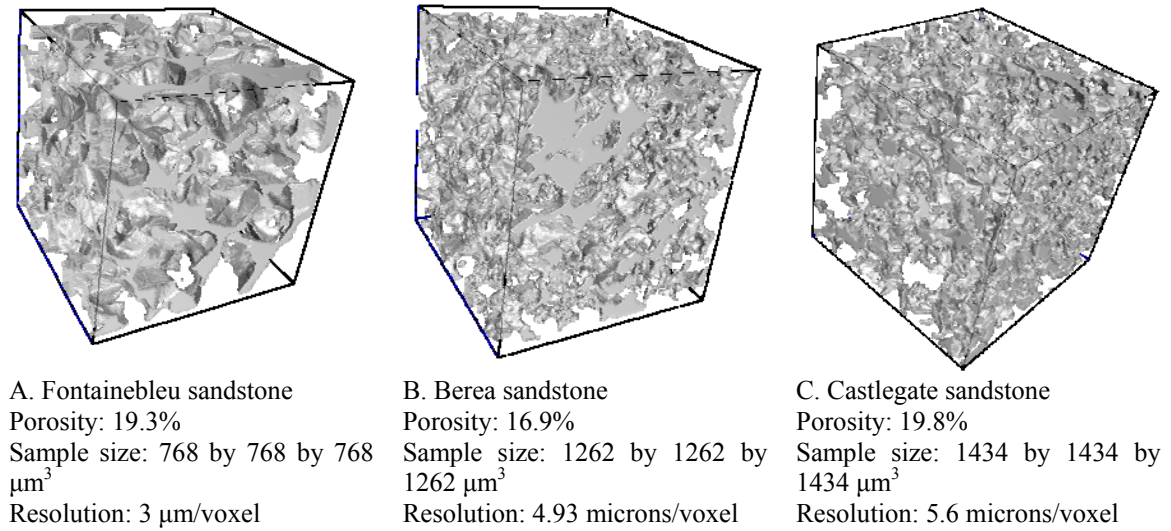 A. Fontainebleu sandstone
Porosity: 19.3%
Sample size: 768 by 768 by 768
μm³
Resolution: 3 μm/voxel
B. Berea sandstone
Porosity: 16.9%
Sample size: 1262 by 1262 by
1262 μm³
Resolution: 4.93 microns/voxel
C. Castlegate sandstone
Porosity: 19.8%
Sample size: 1434 by 1434 by
1434 μm³
Resolution: 5.6 microns/voxel